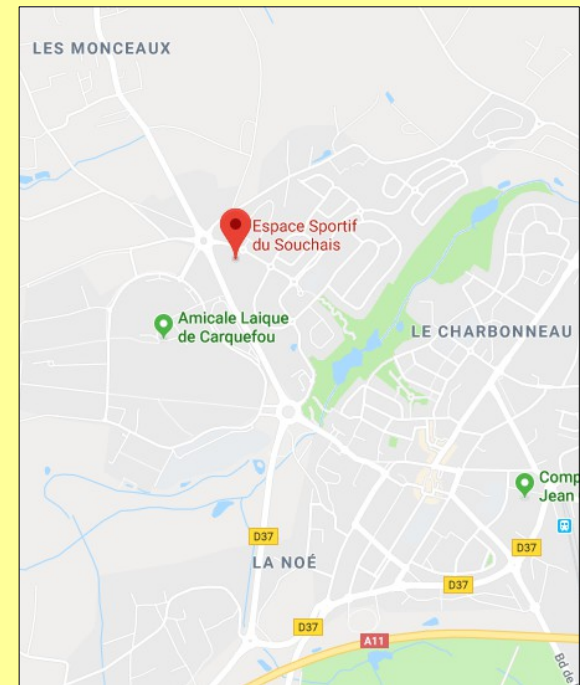 LES MONCEAUX
Espace Sportif
du Souchais
Amicale Laique
de Carquefou
LE CHARBONNEAU
Comp
Jean
D37
D37
LA NOÉ
D37
D37
A11
Bd de